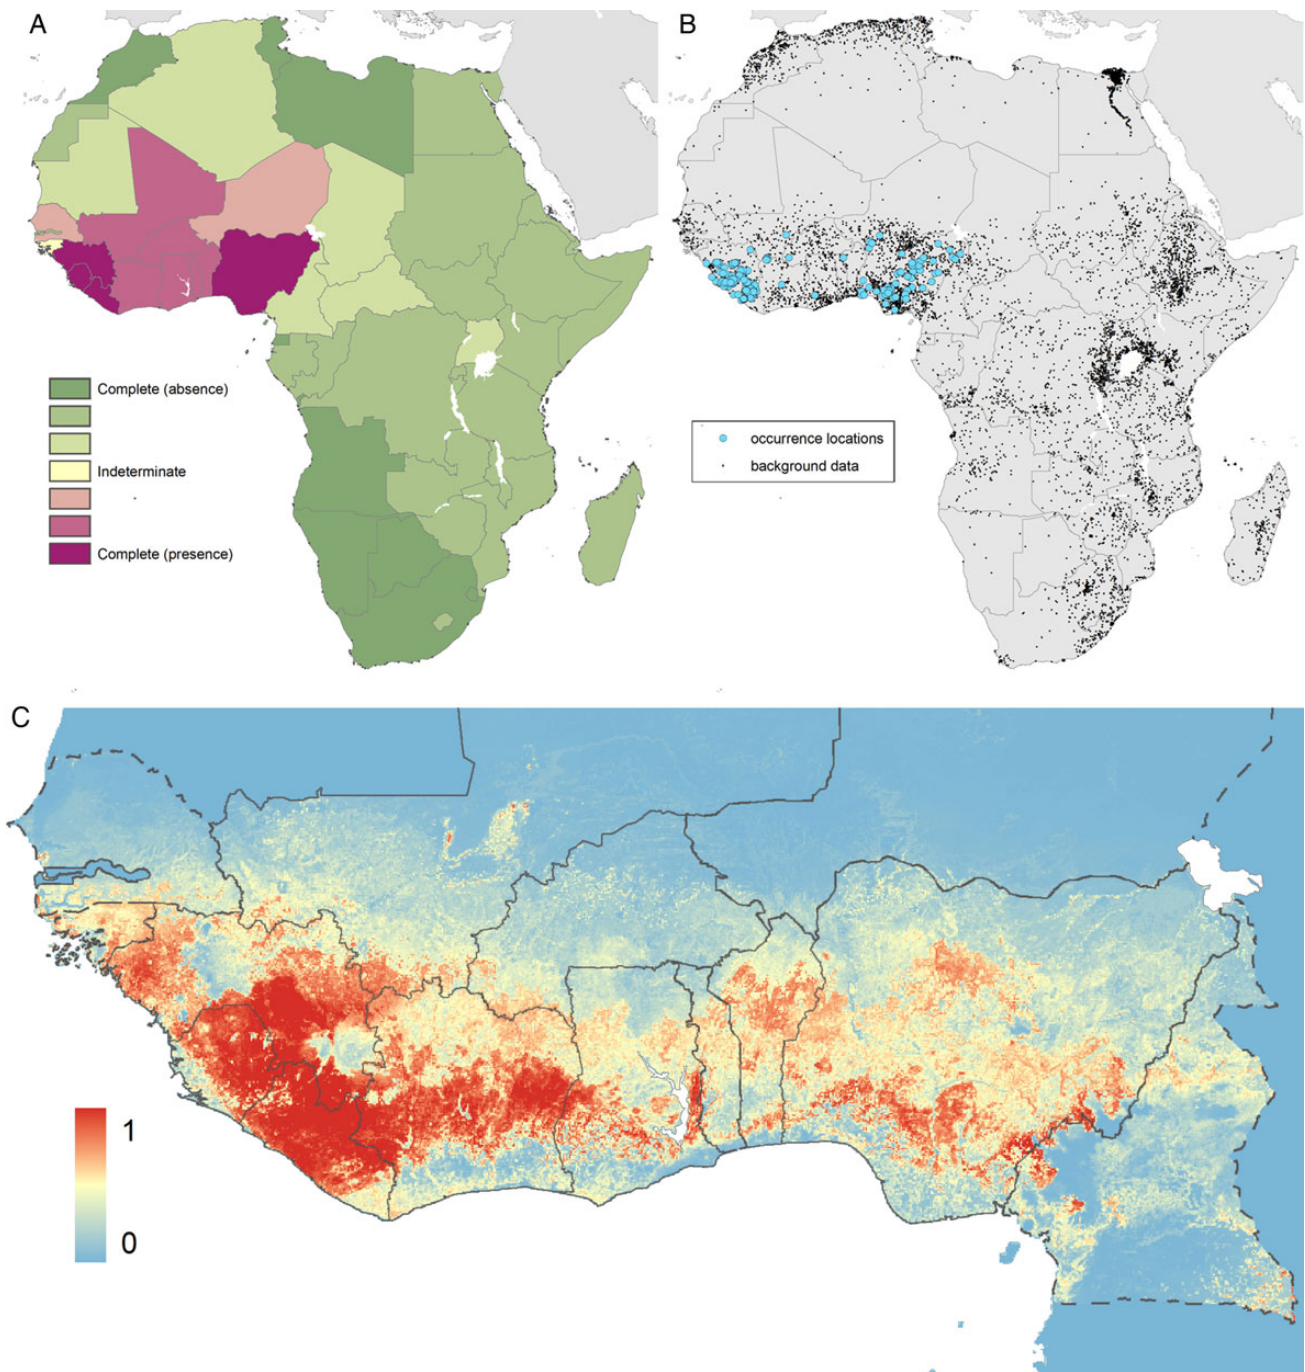 A
Complete (absence)
Indeterminate
Complete (presence)
B
occurrence locations
background data
C
1
0